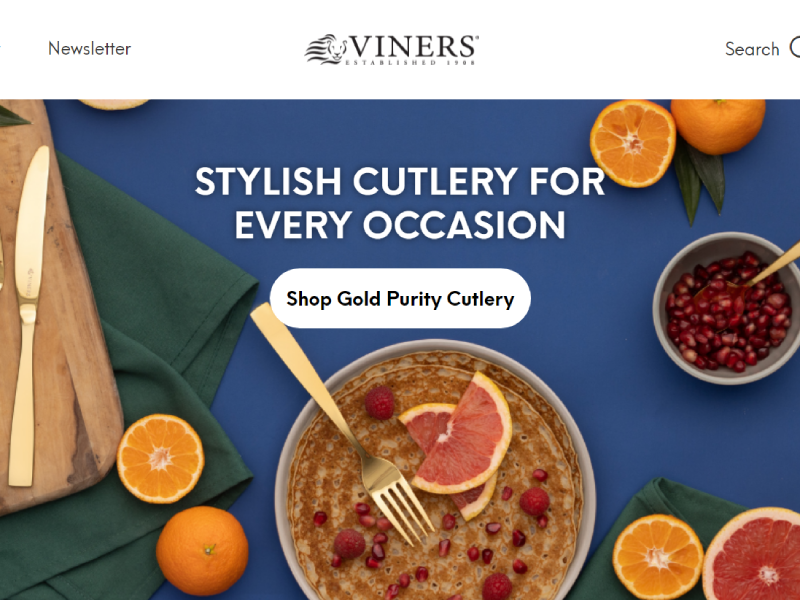 Newsletter
VINERS®
ESTABLISHED 1908
Search
STYLISH CUTLERY FOR
EVERY OCCASION
Shop Gold Purity Cutlery